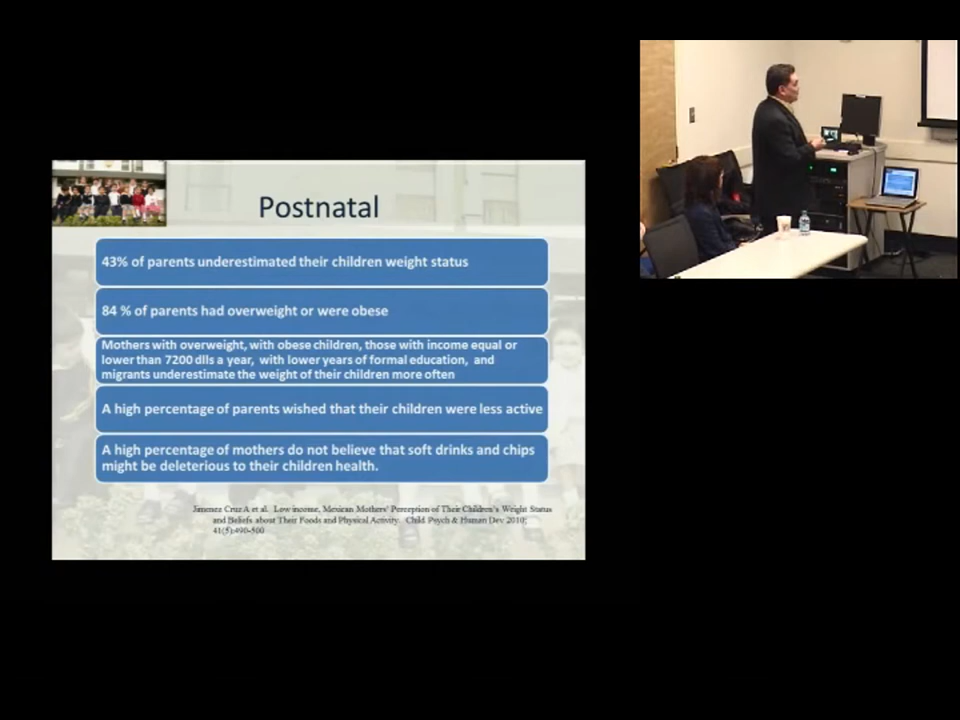 Postnatal
43% of parents underestimated their children weight status
84 % of parents had overweight or were obese
Mothers with overweight, with obese children, those with income equal or
lower than 7200 dlls a year, with lower years of formal education, and
migrants underestimate the weight of their children more often
A high percentage of parents wished that their children were less active
A high percentage of mothers do not believe that soft drinks and chips
might be deleterious to their children health.
Jimenez Cruz A et al. Low income, Mexican Mothers' Perception of Their Children's Weight Status
and Beliefs about Their Foods and Physical Activity. Child Psych & Human Dev 2010;
41(5):490-500